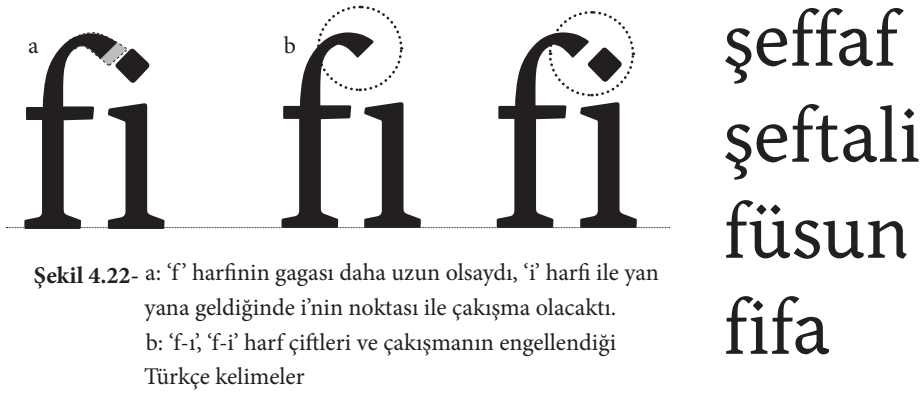 a
fi
b
fı
fi
şeffaf
şeftali
füsun
fifa
Şekil 4.22- a: ‘f’ harfinin gagası daha uzun olsaydı, ‘i’ harfi ile yan
yana geldiğinde i’nin noktası ile çakışma olacaktı.
b: ‘f-ı’, ‘f-i’ harf çiftleri ve çakışmanın engellendiği
Türkçe kelimeler